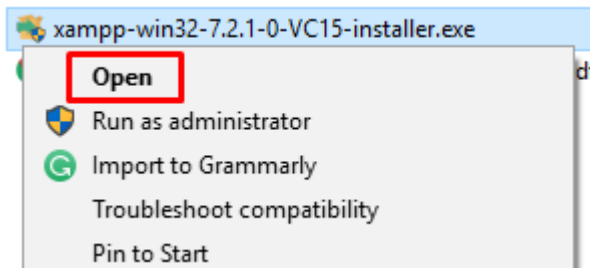 xampp-win32-7.2.1-0-VC15-installer.exe
Open
Run as administrator
Import to Grammarly
Troubleshoot compatibility
Pin to Start